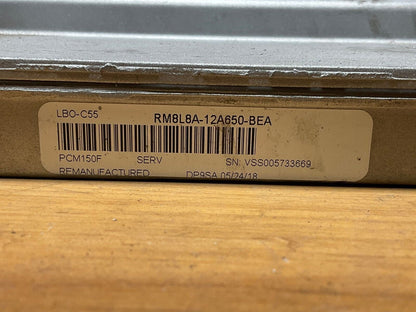 LBO-C55 RM8L8A-12A650-BEA
PCM150F SERV SN: VSS005733669
REMANUFACTURED DP9SA 05/24/18